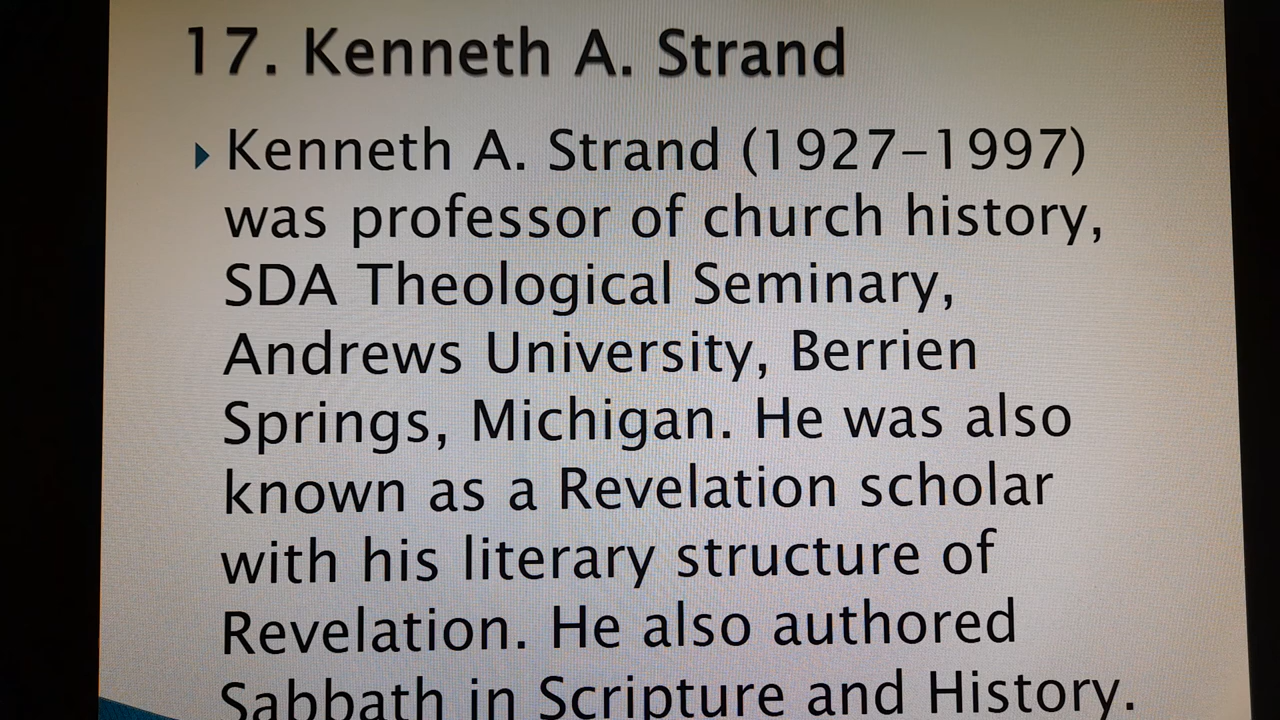 17. Kenneth A. Strand
Kenneth A. Strand (1927–1997)
was professor of church history,
SDA Theological Seminary,
Andrews University, Berrien
Springs, Michigan. He was also
known as a Revelation scholar
with his literary structure of
Revelation. He also authored
Sabbath in Scripture and History.